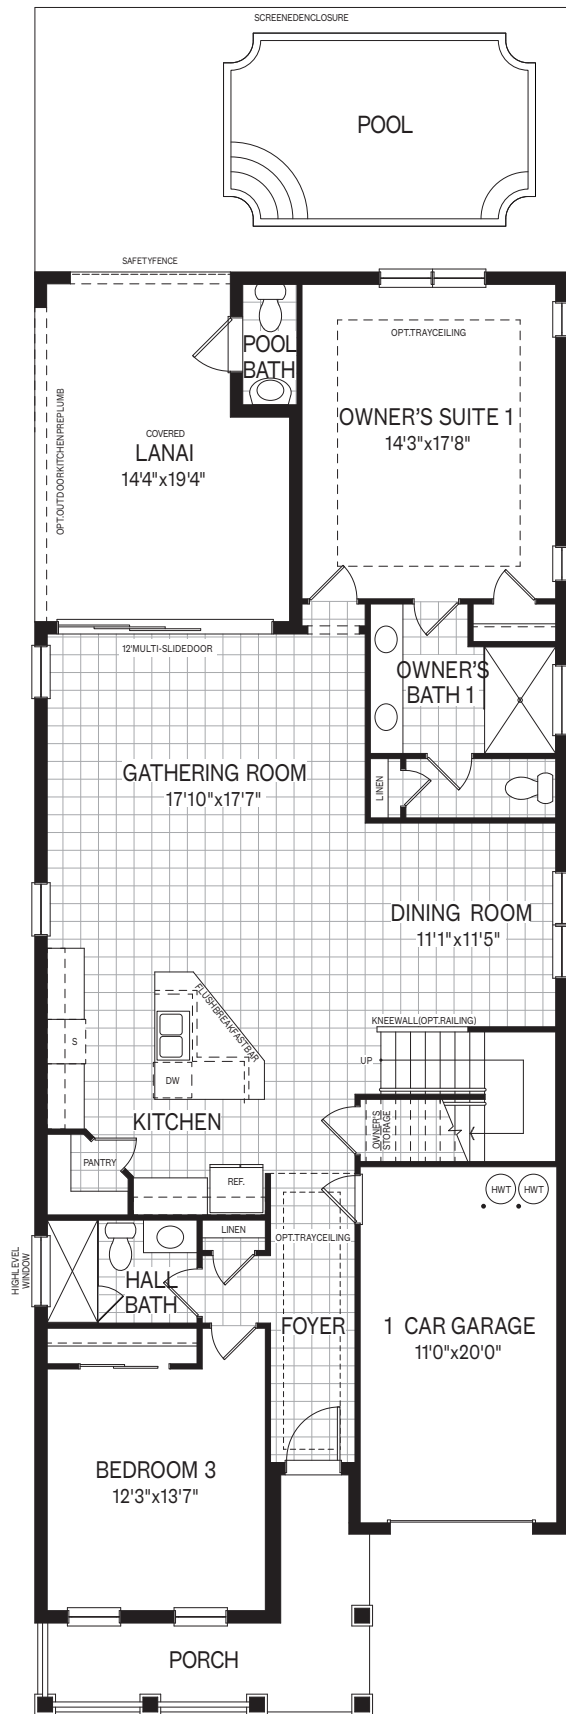 SCREENEDENCLOSURE
POOL
SAFETYFENCE
POOL
BATH
OPT.TRAYCEILING
OWNER'S SUITE 1
14'3"x17'8"
OPT.OUTDOORKITCHENPREPLUMB
COVERED
LANAI
14'4"x19'4"
12'MULTI-SLIDEDOOR
OWNER'S
BATH 1
GATHERING ROOM
17'10"x17'7"
LINEN
DINING ROOM
11'1"x11'5"
FLUSHBREAKFASTBAR
KNEEWALL(OPT.RAILING)
S
UP
DW
KITCHEN
OWNER'S
STORAGE
PANTRY
REF.
HWT
HWT
LINEN
OPT.TRAYCEILING
HIGHLEVEL
WINDOW
HALL
BATH
FOYER
1 CAR GARAGE
11'0"x20'0"
BEDROOM 3
12'3"x13'7"
PORCH